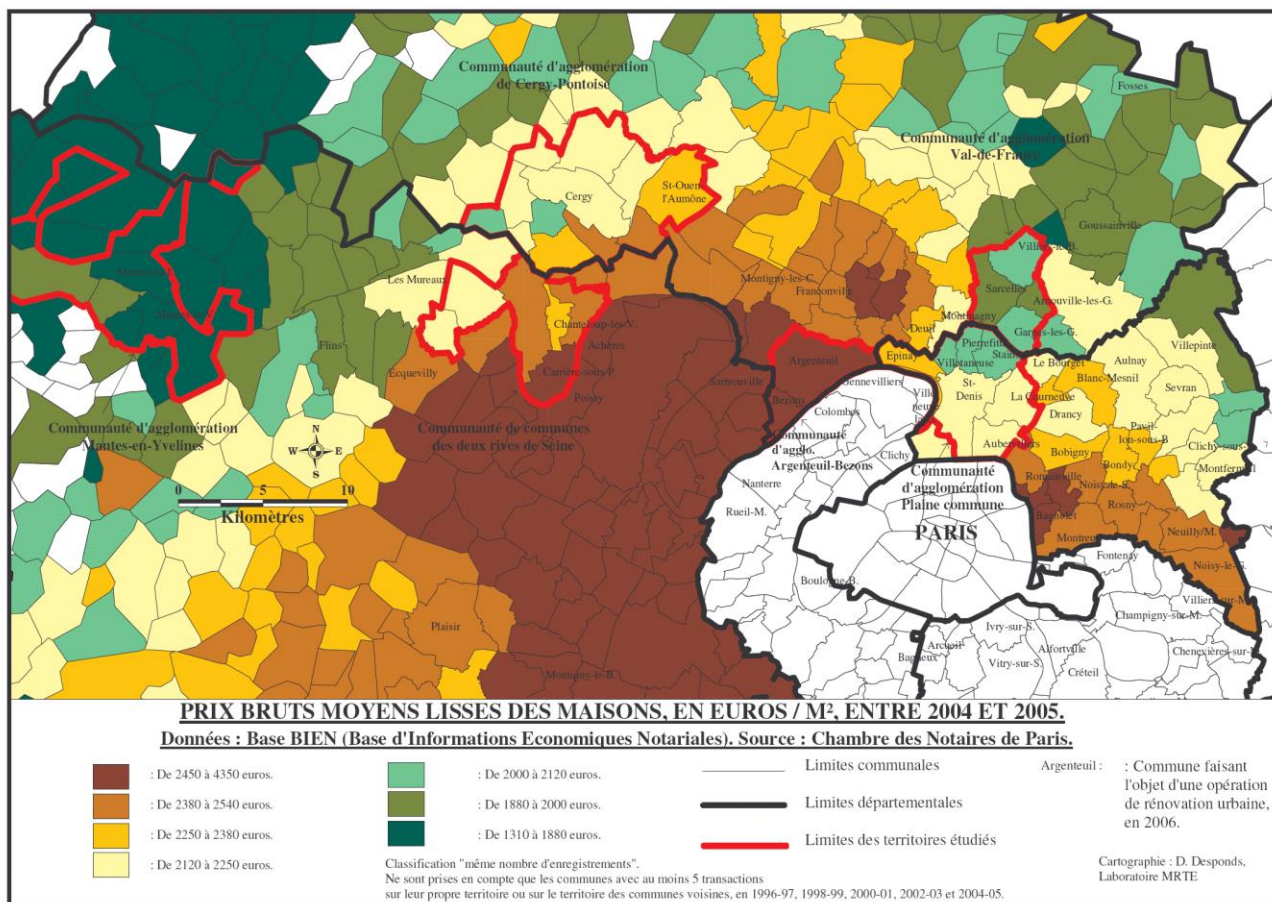 Communauté d'agglomération
de Cergy-Pontoise
Fosses
Communauté d'agglomération
Val-de-France
Cergy
St-Ouen
l'Aumône
Goussainville
Villiers-le-B.
Les Mureaux
Montigny-les-C.
Franconville
Sarcelles
Arnouville-les-G.
Montmagny
Garges-les-G.
Deuil
Chanteloup-les-V.
Achères
Flins
Ecquevilly
Carrière-sous-P.
Poissy
Argenteuil
Epinay
Pierrefitte
Stains
Villetaneuse
Le Bourget
Aulnay
Villepinte
Blanc-Mesnil
Sevran
Sartrouville
Bezons
Gennevilliers
Colombes
Ville
neuve
la
St-
Denis
La Courneuve
Drancy
Pavil-
lon-sous-B
Clichy-sous-
Montfermeil
Communauté d'agglomération
Mantes-en-Yvelines
Communauté de communes
des deux rives de Seine
Communauté
d'agglo.
Argenteuil-Bezons
Clichy
Aubervilliers
Bobigny
Bondy
N
W E
S
0 5 10
Kilomètres
Nanterre
Rueil-M.
Communauté
d'agglomération
Plaine commune
PARIS
Romainville
Noisy-le-S.
Bagnolet
Rosny
Montreuil
Neuilly/M.
Fontenay
Noisy-le-G.
Boulogne-B.
Villiers-sur-M.
Champigny-sur-M.
Plaisir
Ivry-sur-S.
Arcueil
Alfortville
Bagneux
Vitry-sur-S.
Créteil
Montigny-le-B.
PRIX BRUTS MOYENS LISSES DES MAISONS, EN EUROS / M², ENTRE 2004 ET 2005.
Données : Base BIEN (Base d'Informations Economiques Notariales). Source : Chambre des Notaires de Paris.
: De 2450 à 4350 euros.
: De 2380 à 2540 euros.
: De 2250 à 2380 euros.
: De 2120 à 2250 euros.
: De 2000 à 2120 euros.
: De 1880 à 2000 euros.
: De 1310 à 1880 euros.
Limites communales
Limites départementales
Limites des territoires étudiés
Argenteuil : : Commune faisant
l'objet d'une opération
de rénovation urbaine,
en 2006.
Classification "même nombre d'enregistrements".
Ne sont prises en compte que les communes avec au moins 5 transactions
sur leur propre territoire ou sur le territoire des communes voisines, en 1996-97, 1998-99, 2000-01, 2002-03 et 2004-05.
Cartographie : D. Desponds,
Laboratoire MRTE